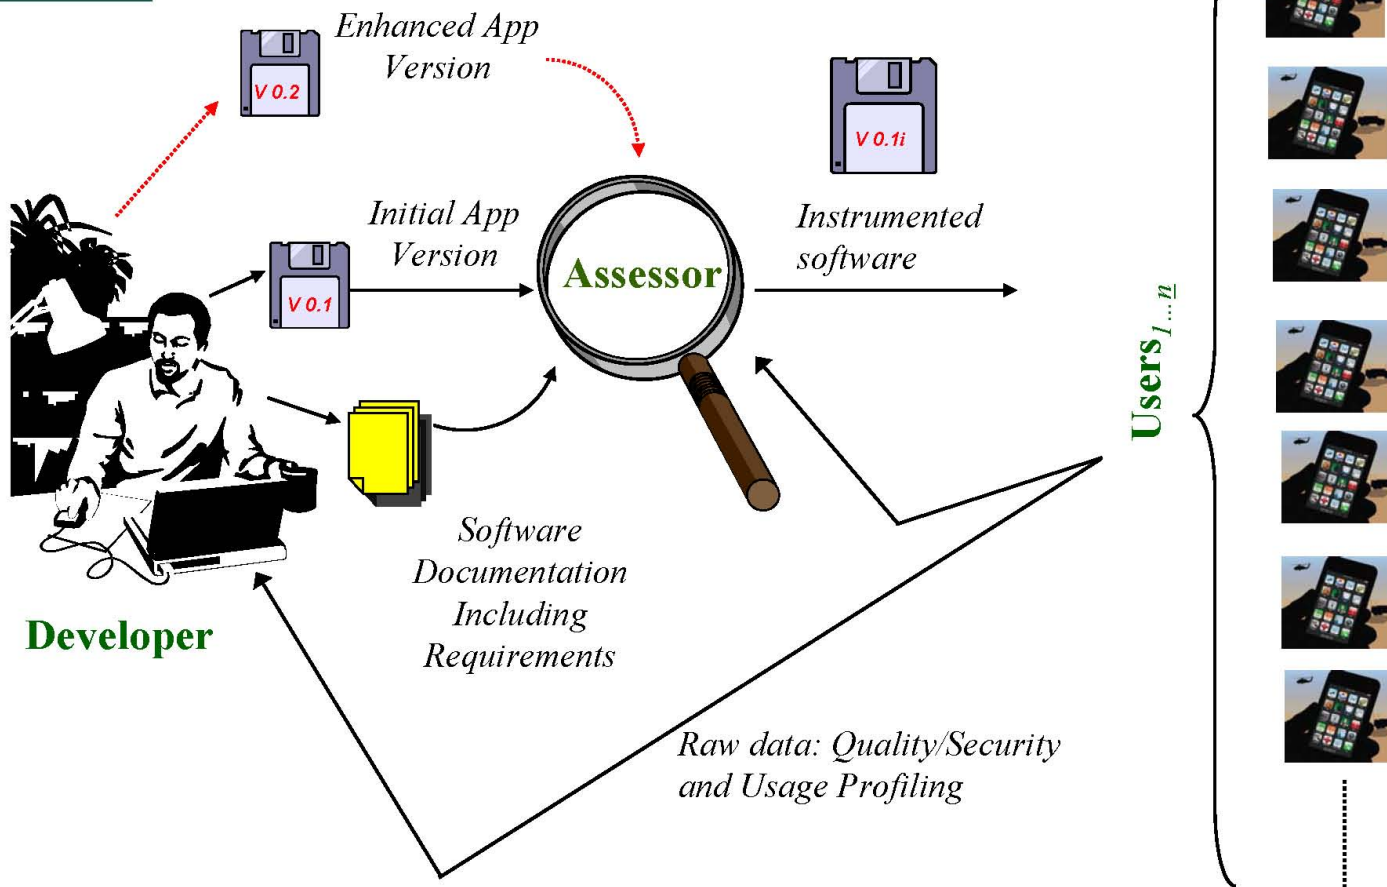 Enhanced App
Version
V 0.2
V 0.1i
Initial App
Version
Instrumented
software
V 0.1
Assessor
Users1...n
Software
Documentation
Including
Requirements
Developer
Raw data: Quality/Security
and Usage Profiling